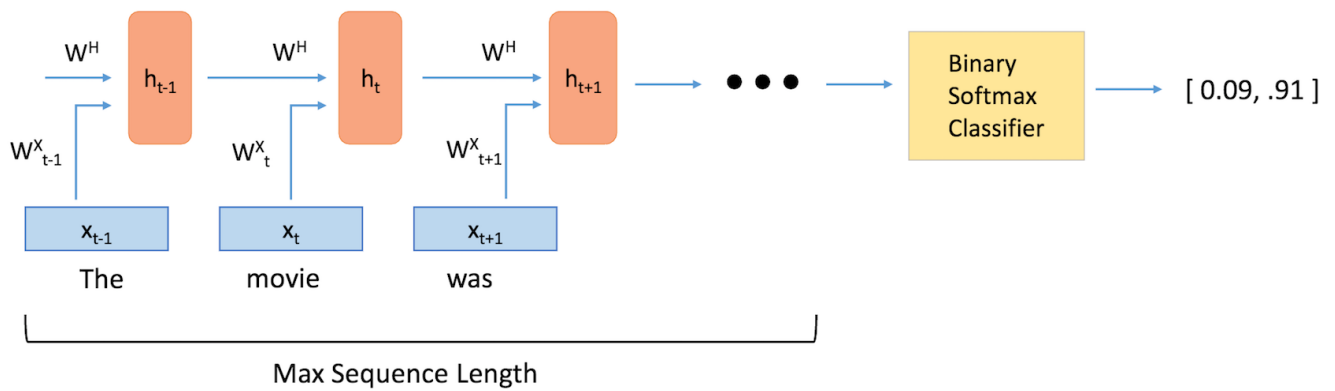 W^H W^H W^H
h_{t-1} h_t h_{t+1}
Binary
Softmax
Classifier
[ 0.09, .91 ]
W^X_{t-1} W^X_t W^X_{t+1}
x_{t-1} x_t x_{t+1}
The movie was
Max Sequence Length